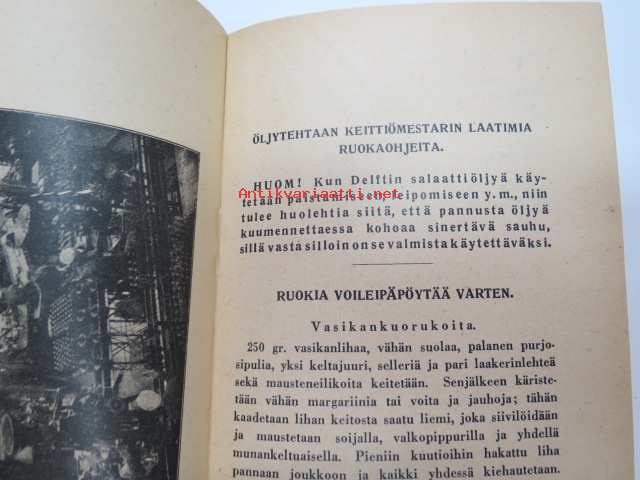 ÖLJYTEHTAAN KEITTIÖMESTARIN LAATIMIA
RUOKAOHJEITA.
HUOM! Kun Delftin salaattiöljyä käy-
Antikvariaatti.net
tetään paistamiseen, leipomiseen y. m., niin
tulee huolehtia siitä, että pannusta öljyä
kuumennettaessa kohoaa sinertävä sauhu,
sillä vasta silloin on se valmista käytettäväksi.
RUOKIA VOILEIPÄPÖYTÄÄ VARTEN.
Vasikankuorukoita.
250 gr. vasikanlihaa, vähän suolaa, palanen purjo-
sipulia, yksi keltajuuri, selleriä ja pari laakerinlehteä
sekä mausteneilikoita keitetään. Senjälkeen käriste-
tään vähän margariinia tai voita ja jauhoja; tähän
kaadetaan lihan keitosta saatu liemi, joka siivilöidään
ja maustetaan soijalla, valkopippurilla ja yhdellä
munankeltuaisella. Pieniin kuutioihin hakattu liha
pannaan joukkoon ja kaikki yhdessä kiehautetaan.